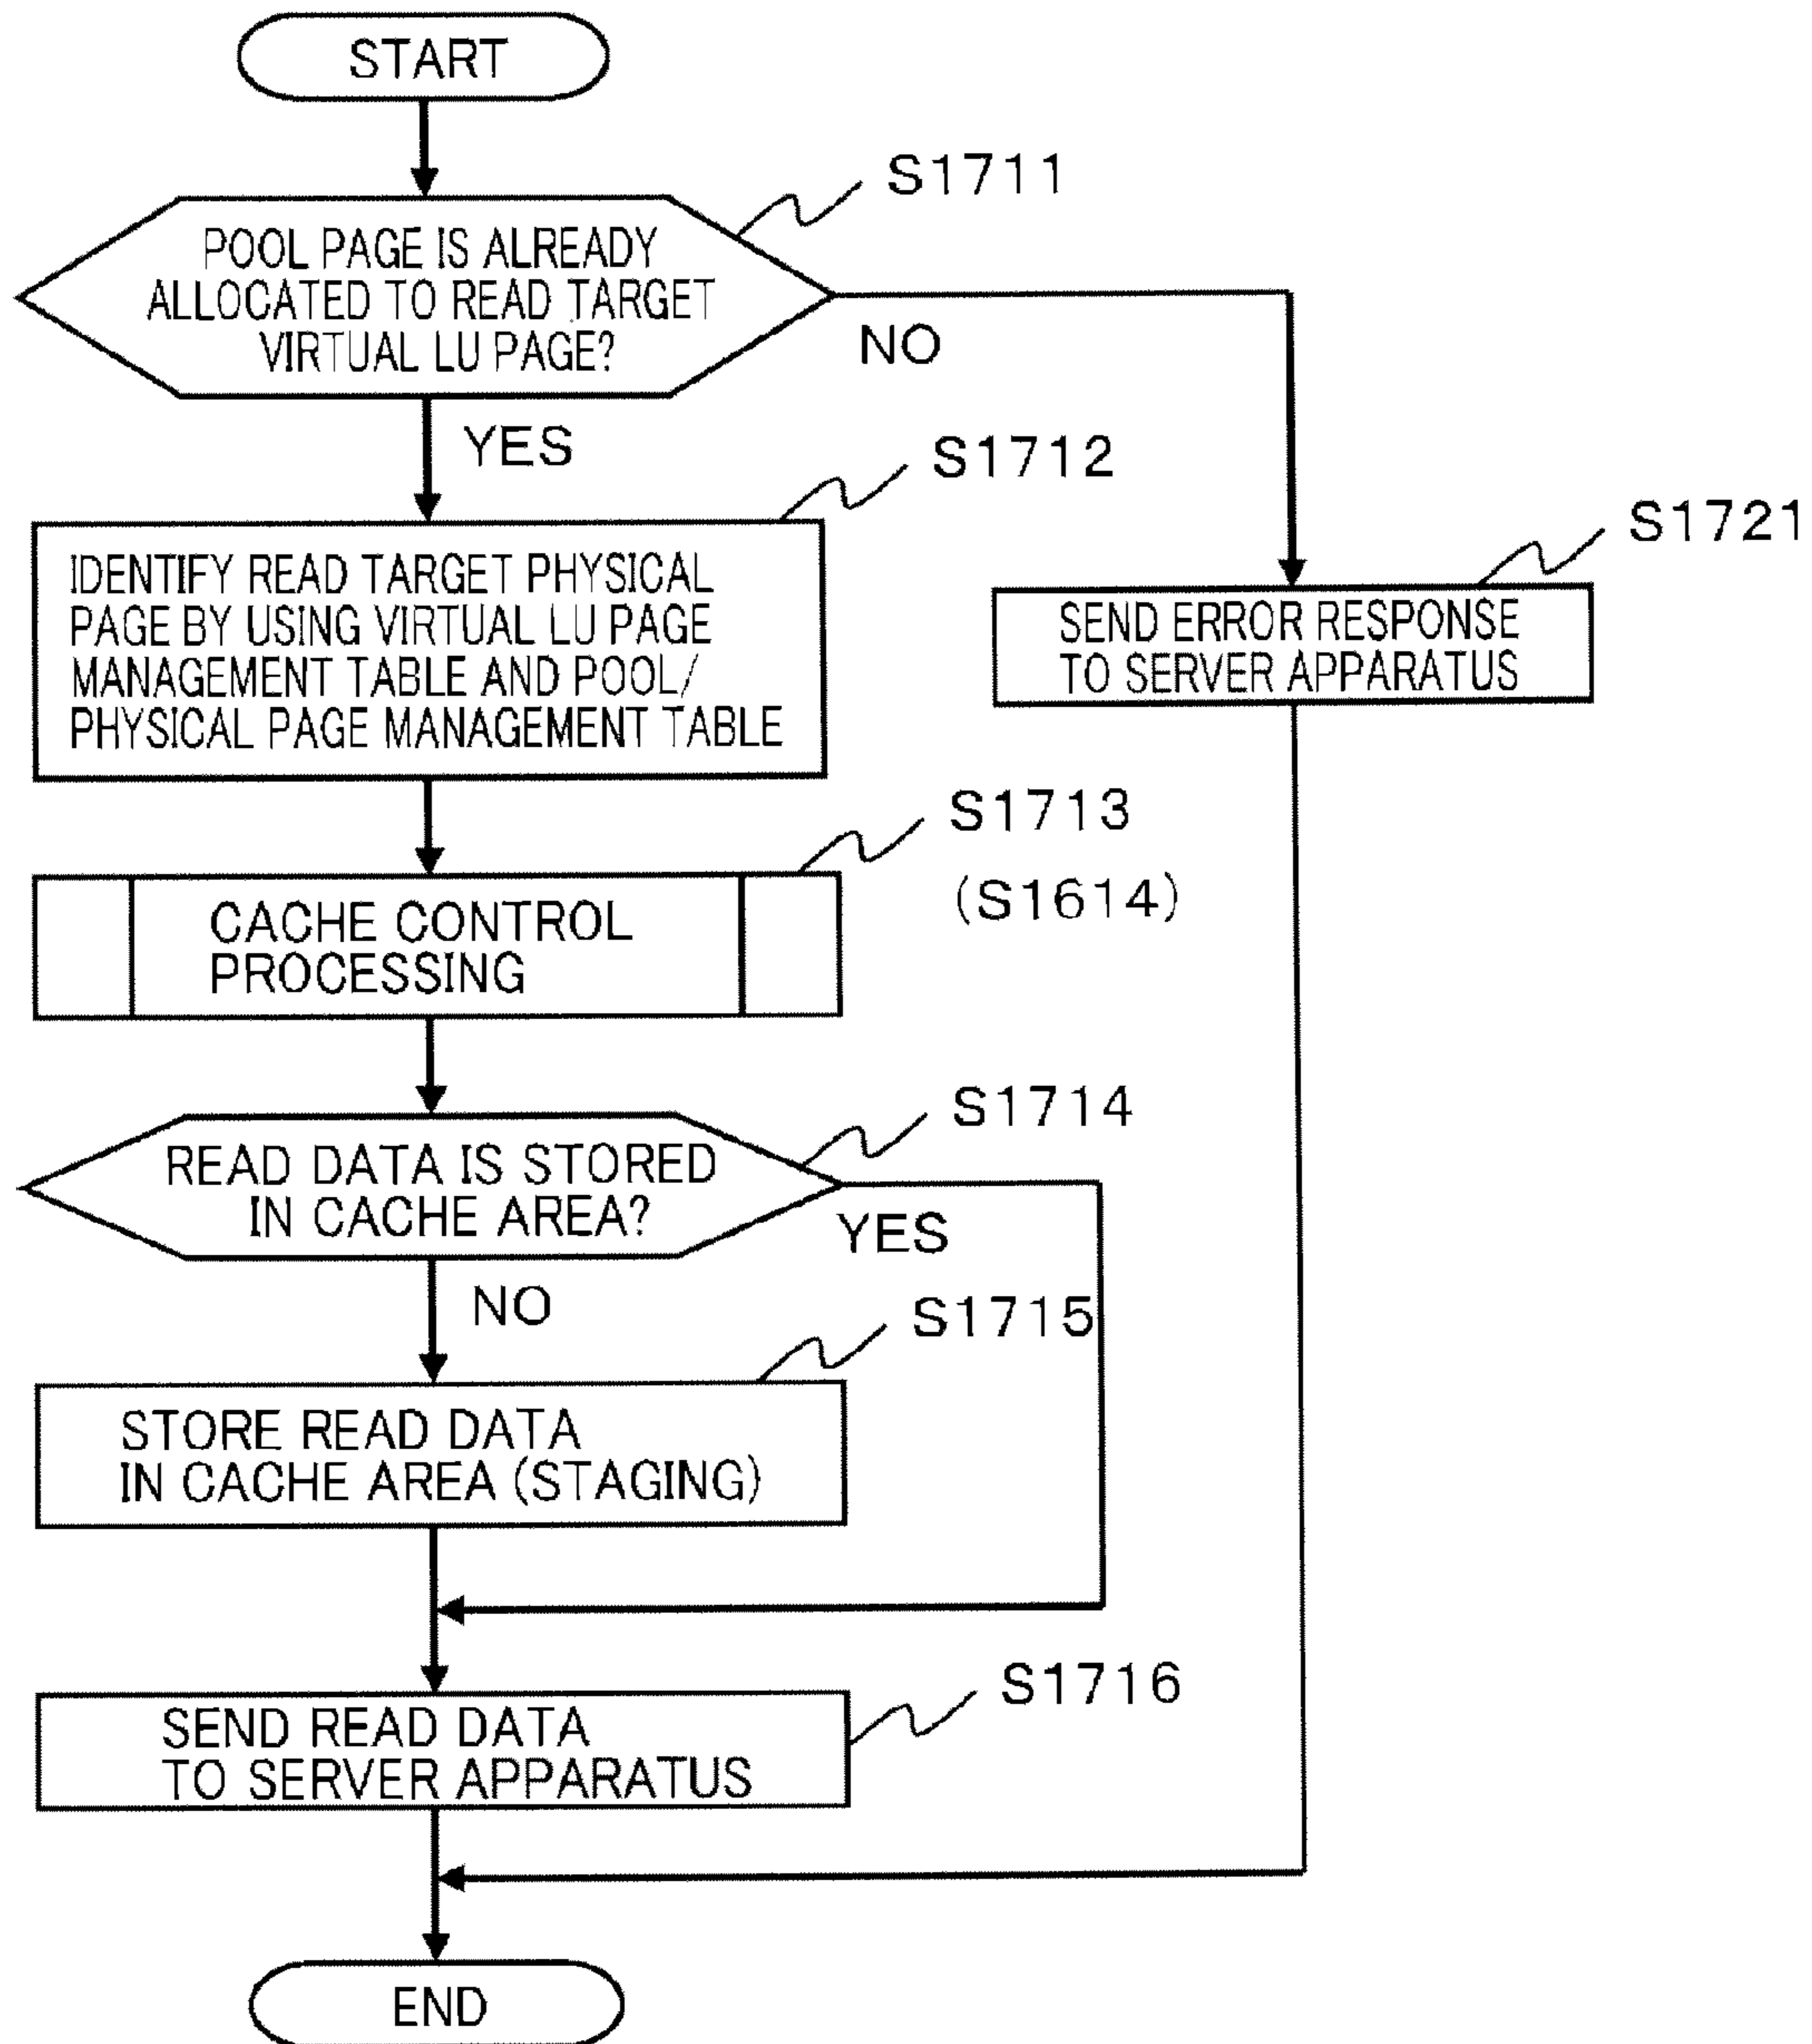 START
S1711
POOL PAGE IS ALREADY
ALLOCATED TO READ TARGET
VIRTUAL LU PAGE?
NO
YES
S1712
IDENTIFY READ TARGET PHYSICAL
PAGE BY USING VIRTUAL LU PAGE
MANAGEMENT TABLE AND POOL/
PHYSICAL PAGE MANAGEMENT TABLE
S1721
SEND ERROR RESPONSE
TO SERVER APPARATUS
S1713
(S1614)
CACHE CONTROL
PROCESSING
S1714
READ DATA IS STORED
IN CACHE AREA?
YES
NO
S1715
STORE READ DATA
IN CACHE AREA (STAGING)
S1716
SEND READ DATA
TO SERVER APPARATUS
END